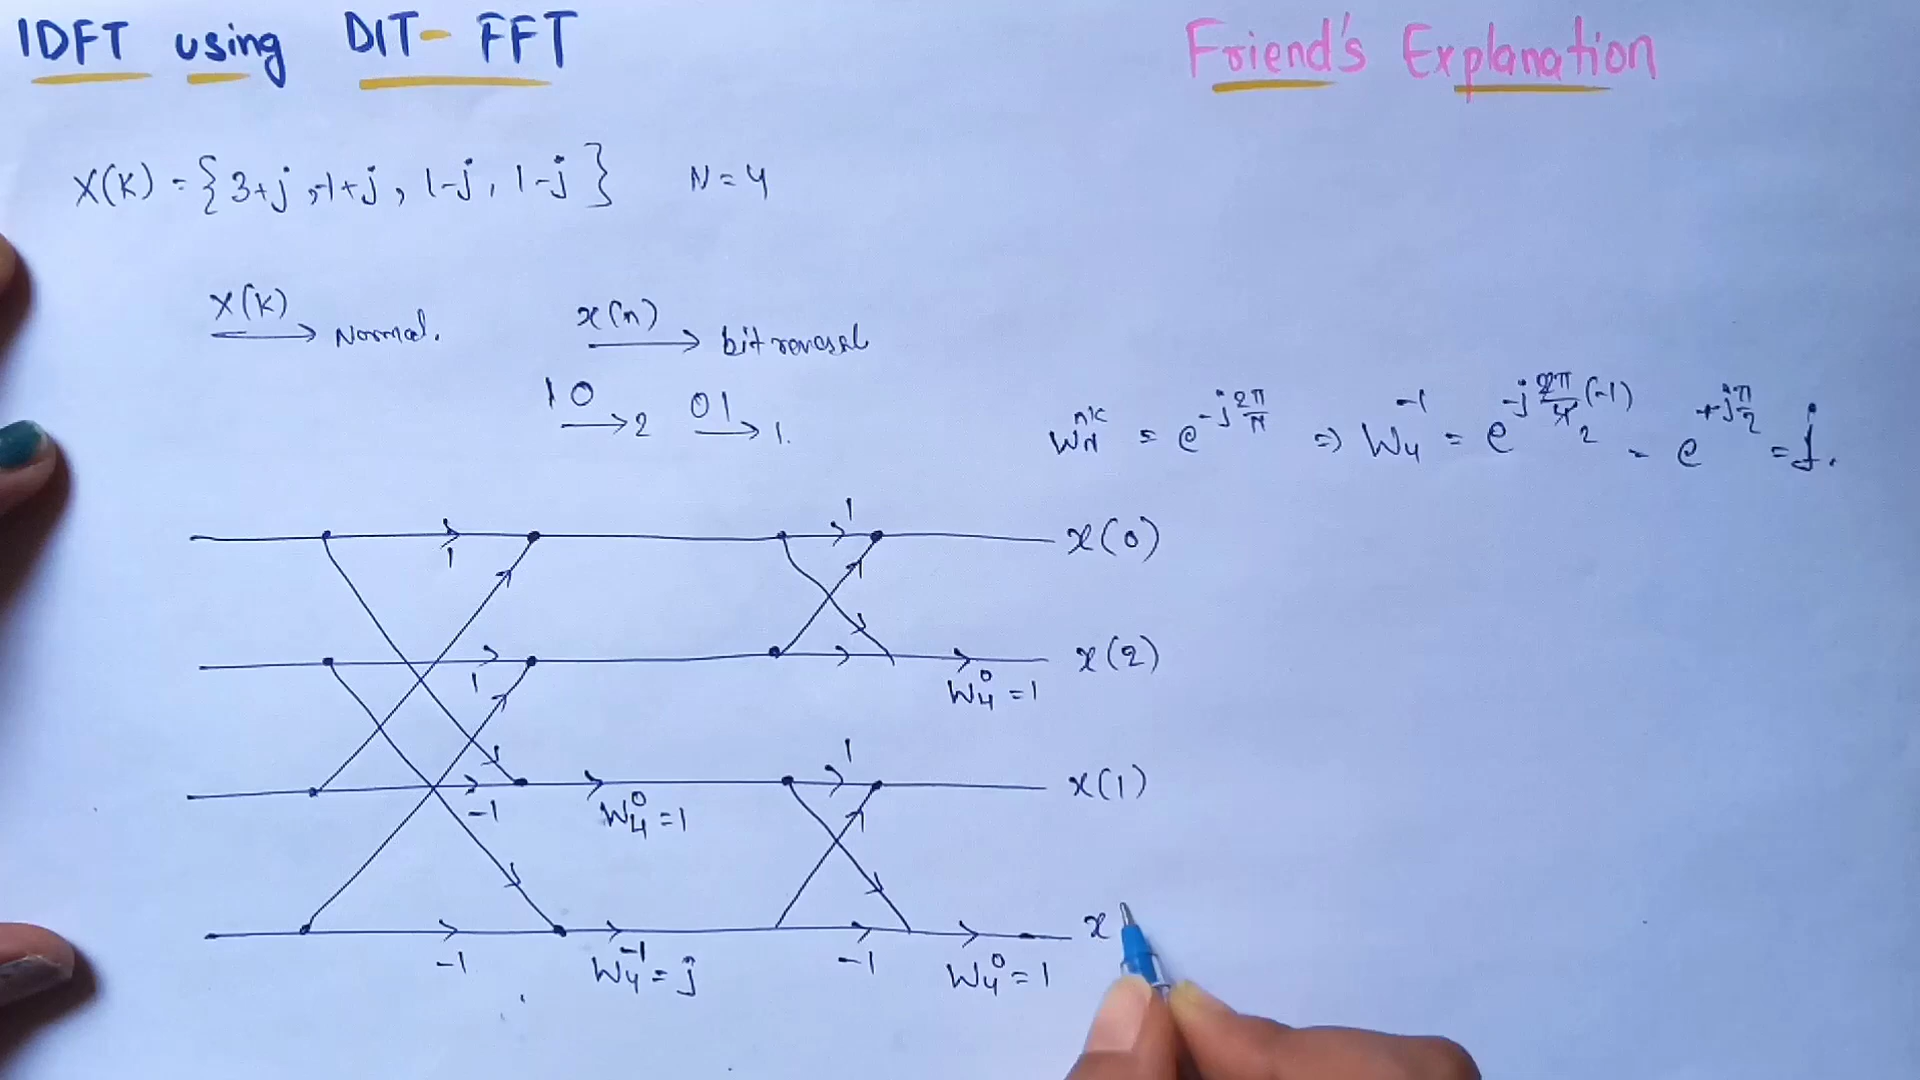 IDFT using DIT-FFT
Friend's Explanation
X(K) = {3+j, -1+j, 1-j, 1-j} N=4
X(K) → Normal.
x(n) → bit reversal
10 → 2 01 → 1.
W_N^{nk} = e^{-j2π/N} ⇒ W_4^{-1} = e^{-j2π/4(-1)} 2 = e^{+jπ/2} = j.
1
x(0)
1
x(2)
1
W_4^0 = 1
1
x(1)
-1
W_4^0 = 1
x
-1
W_4^{-1} = j
-1
W_4^0 = 1